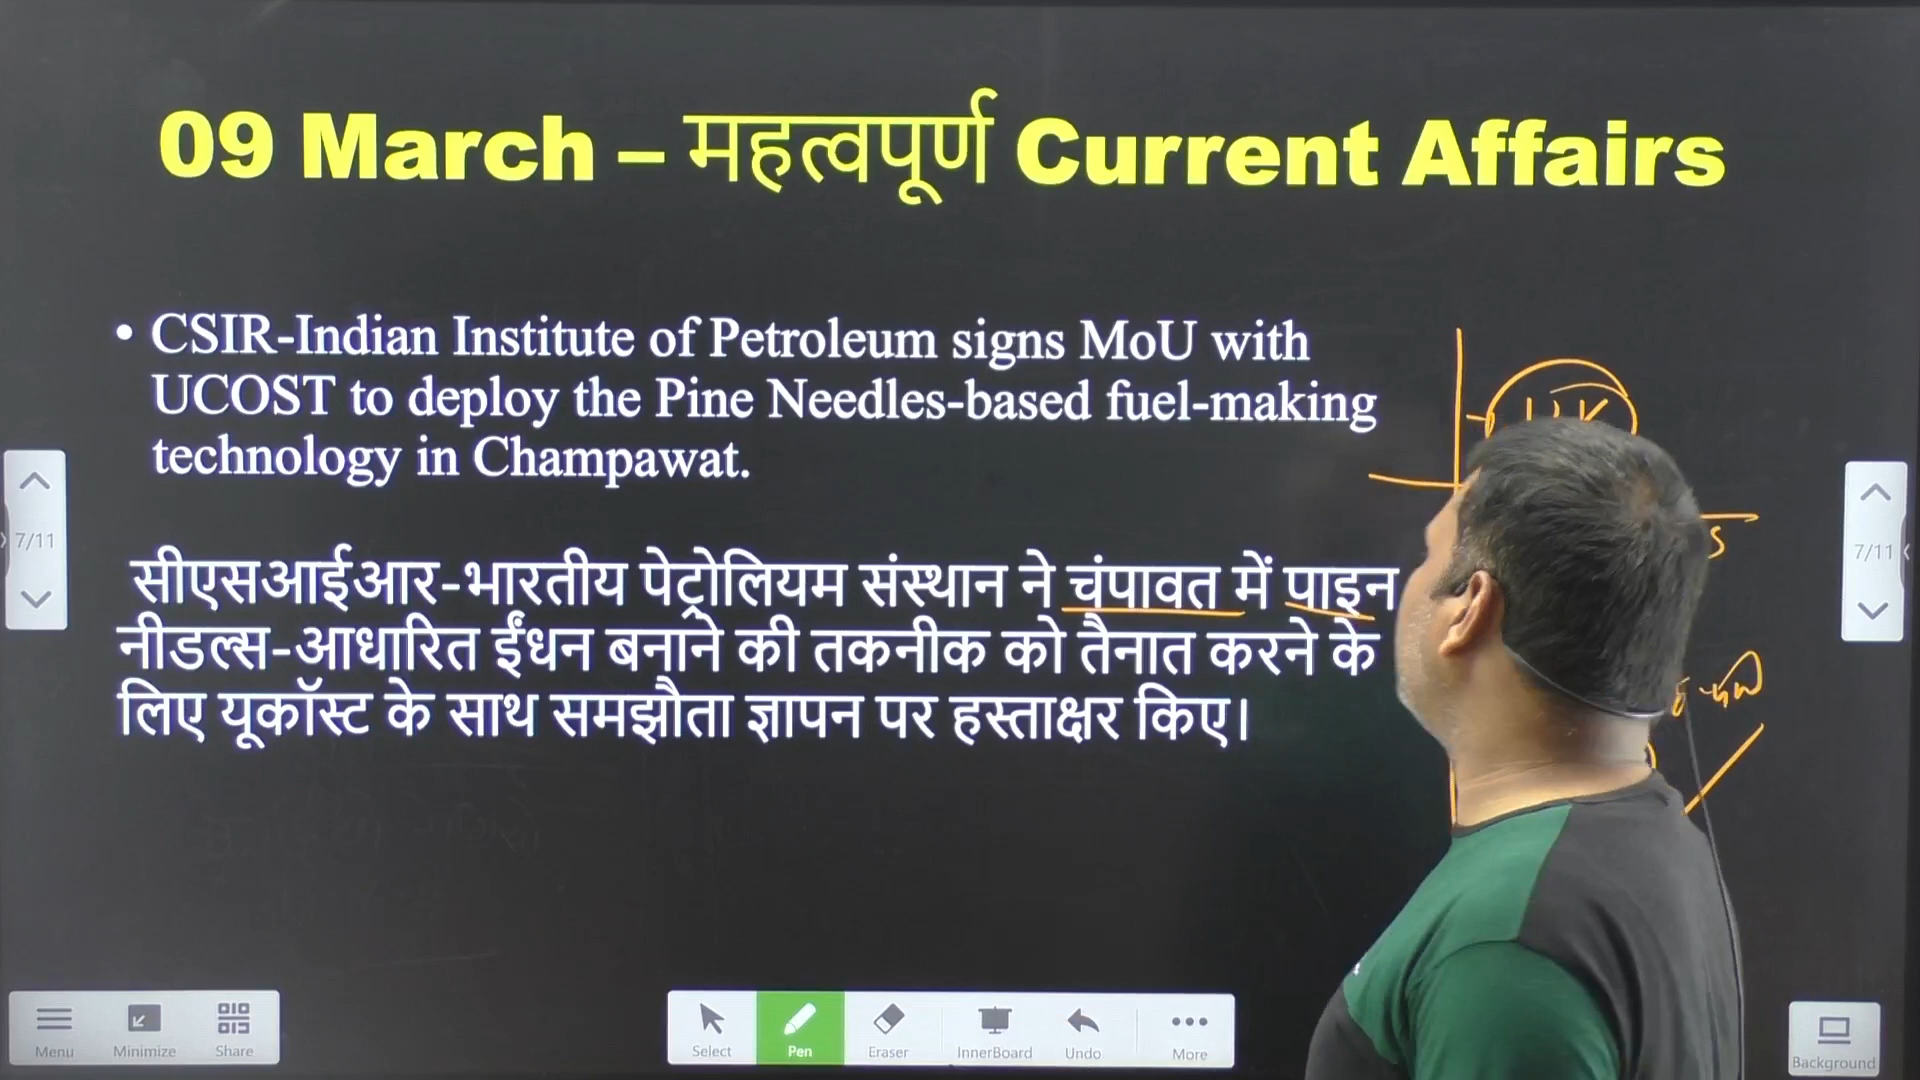 09 March – महत्वपूर्ण Current Affairs
• CSIR-Indian Institute of Petroleum signs MoU with
UCOST to deploy the Pine Needles-based fuel-making
technology in Champawat.
UK
सीएसआईआर-भारतीय पेट्रोलियम संस्थान ने चंपावत में पाइन
नीडल्स-आधारित ईंधन बनाने की तकनीक को तैनात करने के
लिए यूकॉस्ट के साथ समझौता ज्ञापन पर हस्ताक्षर किए।
7/11
7/11
Menu Minimize Share
Select Pen Eraser InnerBoard Undo More
Background